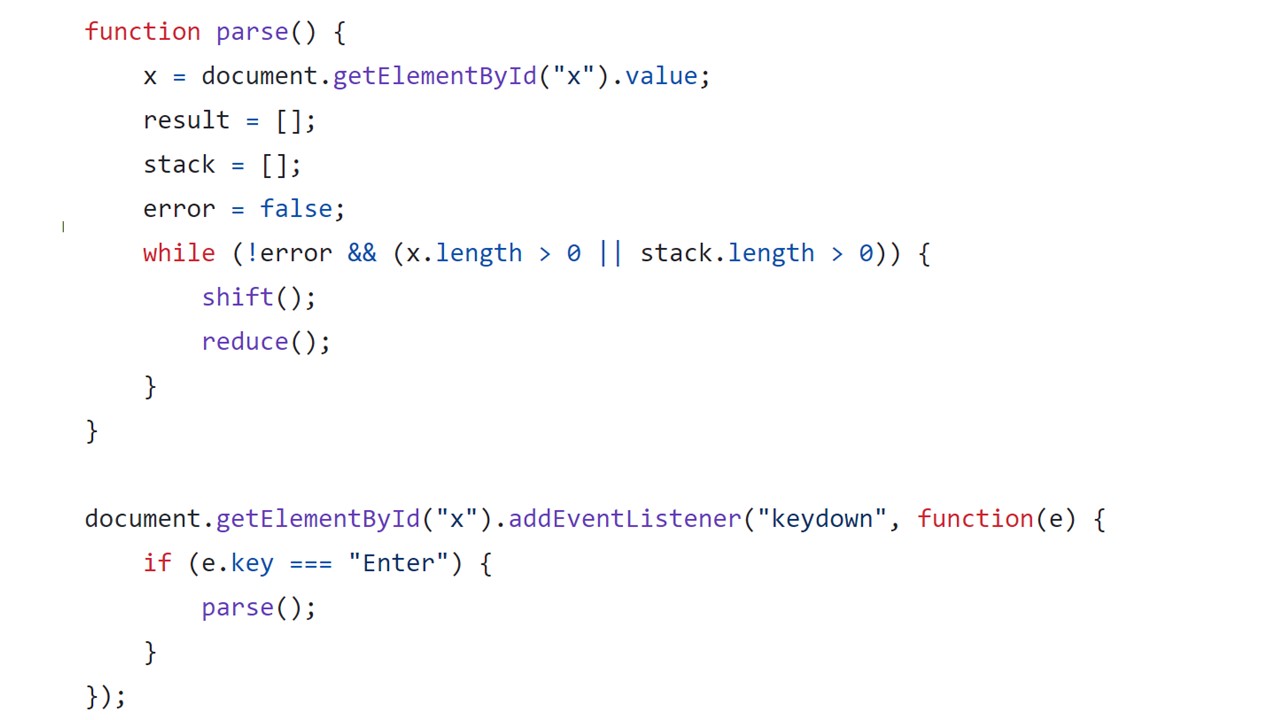 function parse() {
    x = document.getElementById("x").value;
    result = [];
    stack = [];
    error = false;
    while (!error && (x.length > 0 || stack.length > 0)) {
        shift();
        reduce();
    }
}

document.getElementById("x").addEventListener("keydown", function(e) {
    if (e.key === "Enter") {
        parse();
    }
});